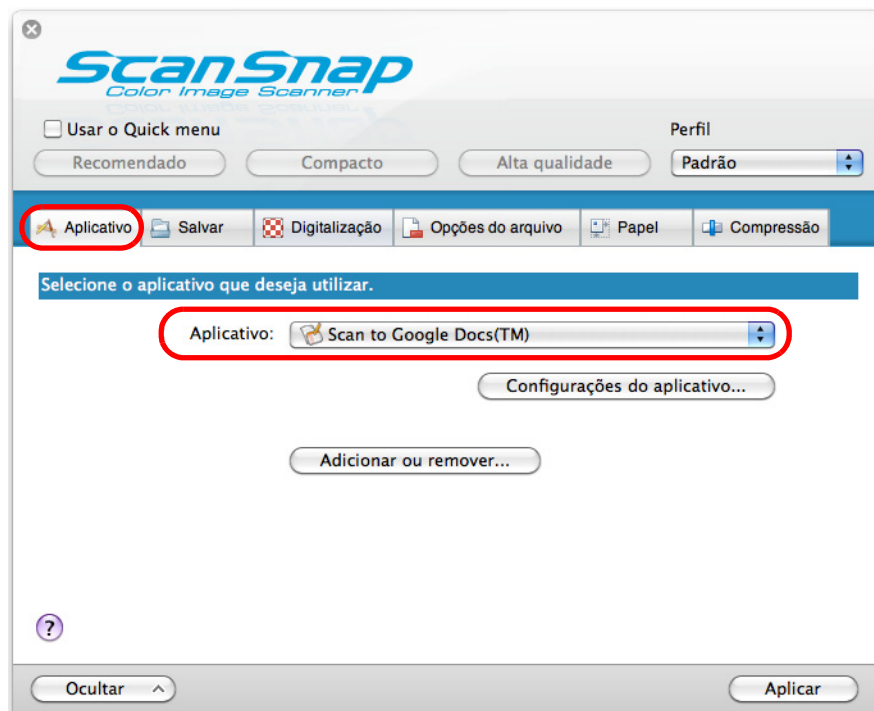 ScanSnap
Color Image Scanner
Usar o Quick menu
Perfil
Recomendado Compacto Alta qualidade Padrão
Aplicativo Salvar Digitalização Opções do arquivo Papel Compressão
Selecione o aplicativo que deseja utilizar.
Aplicativo: Scan to Google Docs(TM)
Configurações do aplicativo...
Adicionar ou remover...
?
Ocultar Aplicar